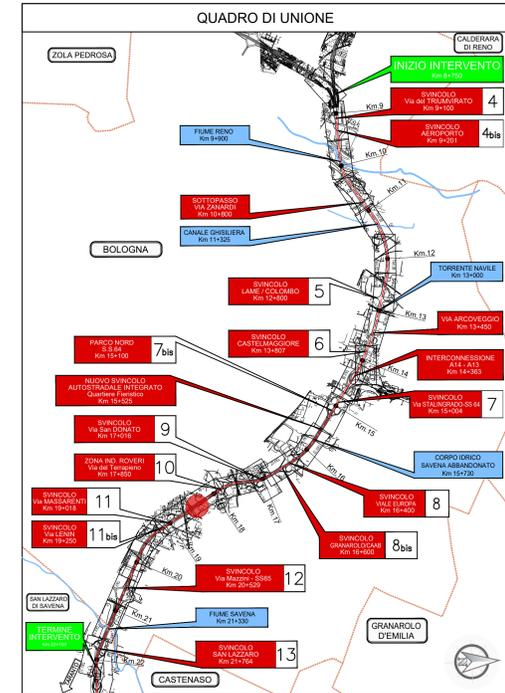 QUADRO DI UNIONE
CALDERARA
DI RENO
ZOLA PEDROSA
INIZIO INTERVENTO
Km 8+750
SVINCOLO
Via del TRIUMVIRATO
Km 9+100
4
Km.9
SVINCOLO
AEROPORTO
Km 9+201
4bis
FIUME RENO
Km 9+900
Km.10
Km.11
SOTTOPASSO
VIA ZANARDI
Km 10+800
CANALE GHISILIERA
Km 11+325
BOLOGNA
Km.12
TORRENTE NAVILE
Km 13+000
SVINCOLO
LAME / COLOMBO
Km 12+800
5
Km.13
VIA ARCOVEGGIO
Km 13+450
SVINCOLO
CASTELMAGGIORE
Km 13+807
6
PARCO NORD
S.S.64
Km 15+100
7bis
INTERCONNESSIONE
A14 - A13
Km 14+363
Km.14
NUOVO SVINCOLO
AUTOSTRADALE INTEGRATO
Quartiere Fieristico
Km 15+525
SVINCOLO
Via STALINGRADO-SS 64
Km 15+004
7
Km.15
SVINCOLO
Via San DONATO
Km 17+016
9
CORPO IDRICO
SAVENA ABBANDONATO
Km 15+730
ZONA IND. ROVERI
Via del Terrapieno
Km 17+850
10
Km.16
SVINCOLO
VIALE EUROPA
Km 16+400
8
SVINCOLO
Via MASSARENTI
Km 19+018
11
Km.17
Km.18
SVINCOLO
Via LENIN
Km 19+250
11bis
SVINCOLO
GRANAROLO/CAAB
Km 16+600
8bis
Km.19
Km.20
SVINCOLO
Via Mazzini - SS65
Km 20+529
12
SAN LAZZARO
DI SAVENA
FIUME SAVENA
Km 21+330
Km.21
GRANAROLO
D'EMILIA
TERMINE
INTERVENTO
SVINCOLO
SAN LAZZARO
Km 21+764
13
Km.22
CASTENASO